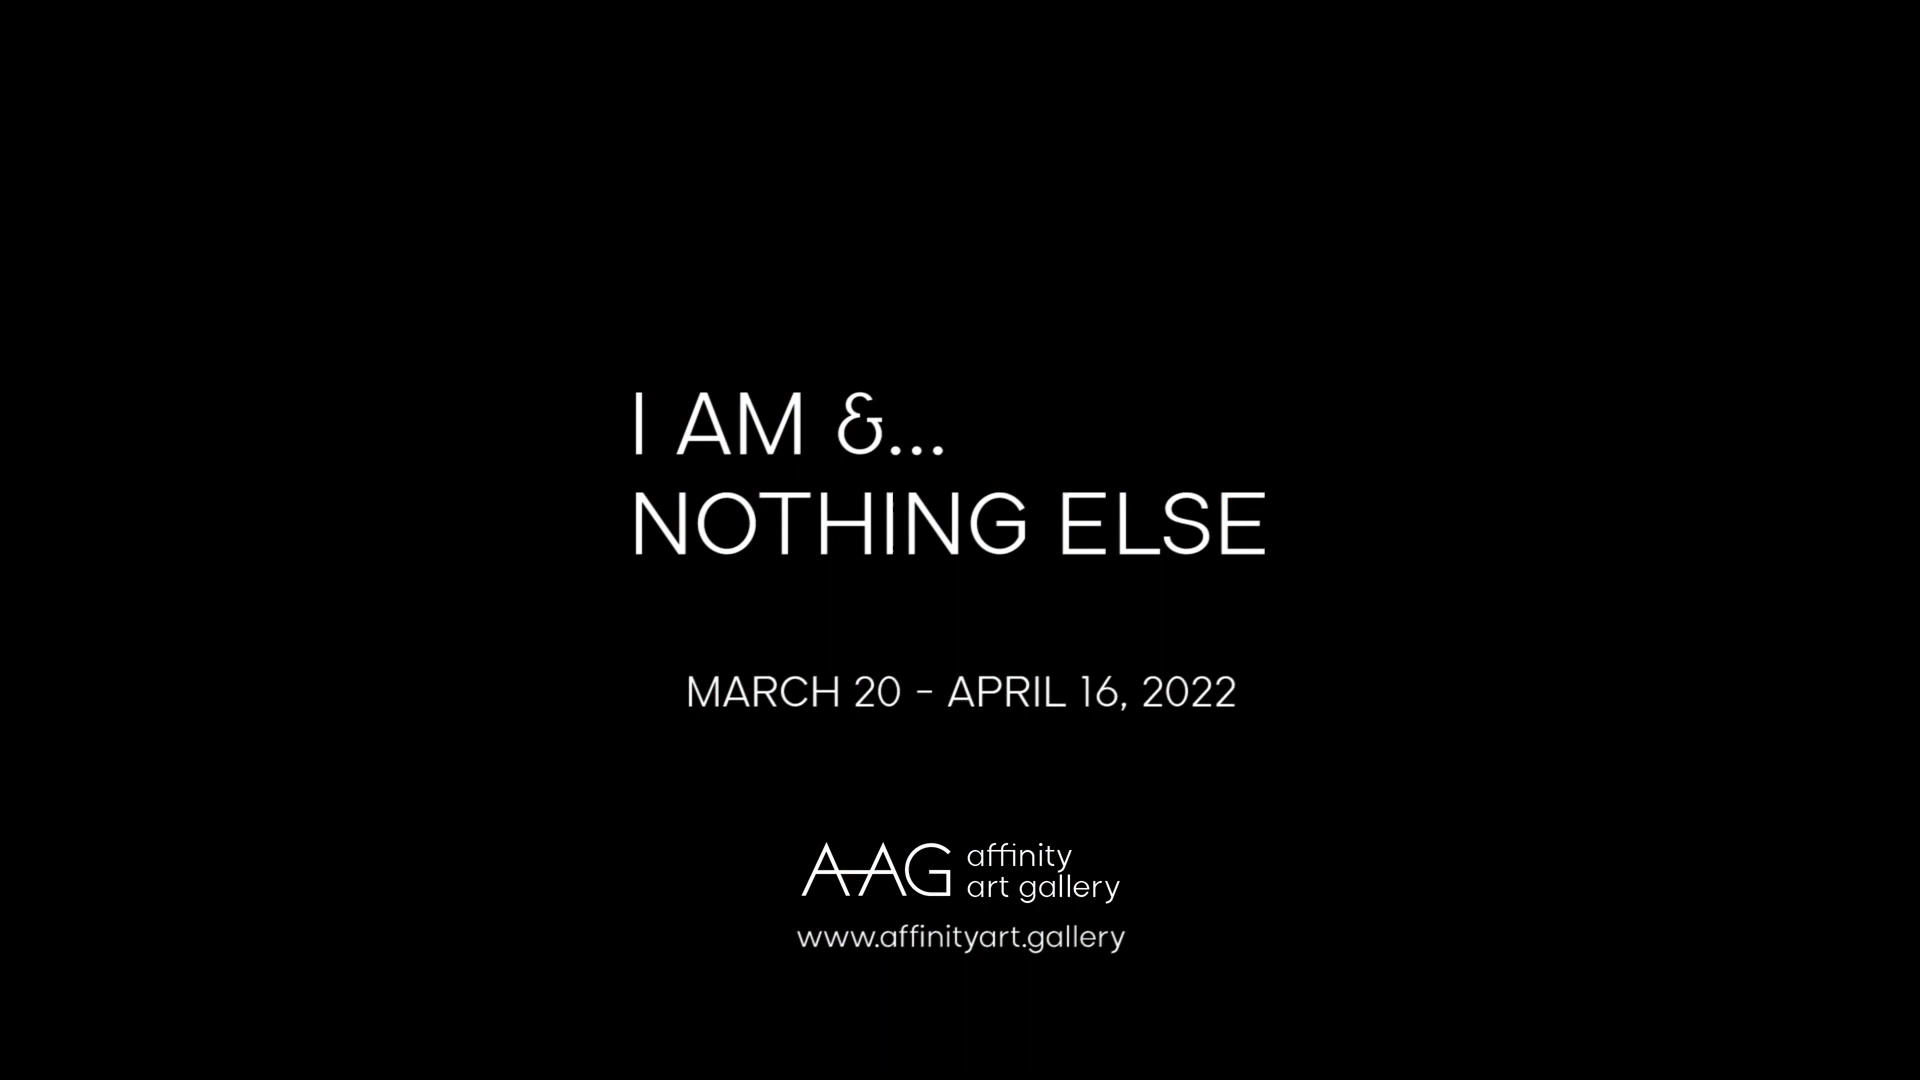 I AM &...
NOTHING ELSE
MARCH 20 - APRIL 16, 2022
AAG affinity
art gallery
www.affinityart.gallery